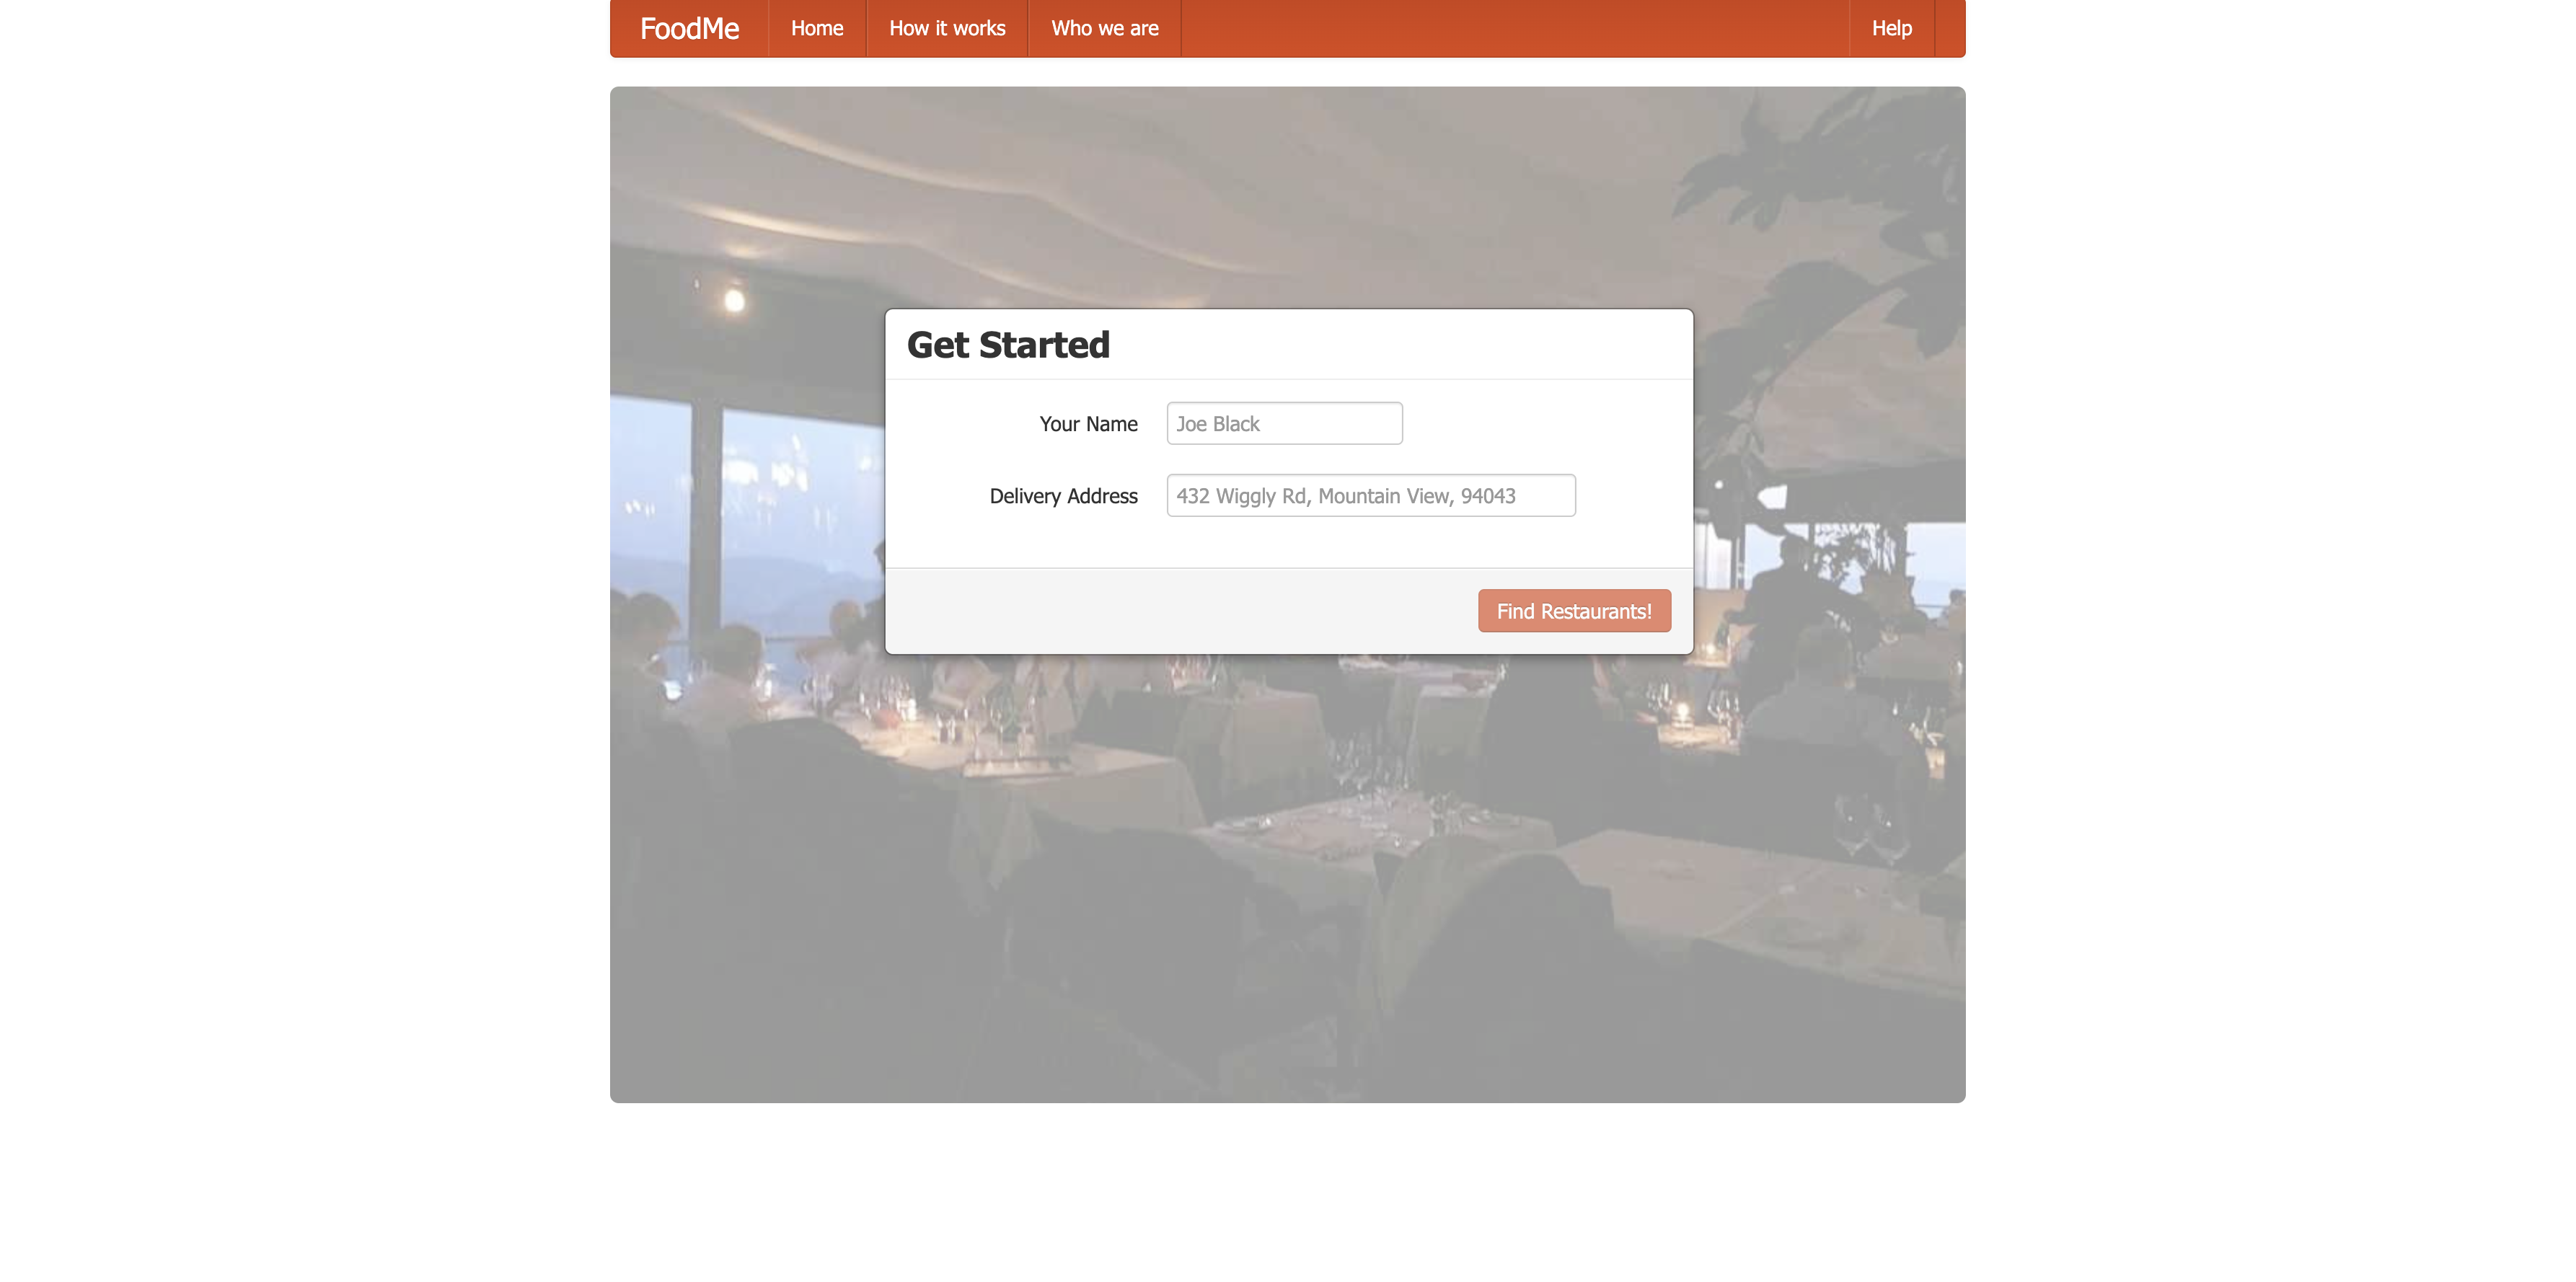 FoodMe Home How it works Who we are Help
Get Started
Your Name Joe Black
Delivery Address 432 Wiggly Rd, Mountain View, 94043
Find Restaurants!